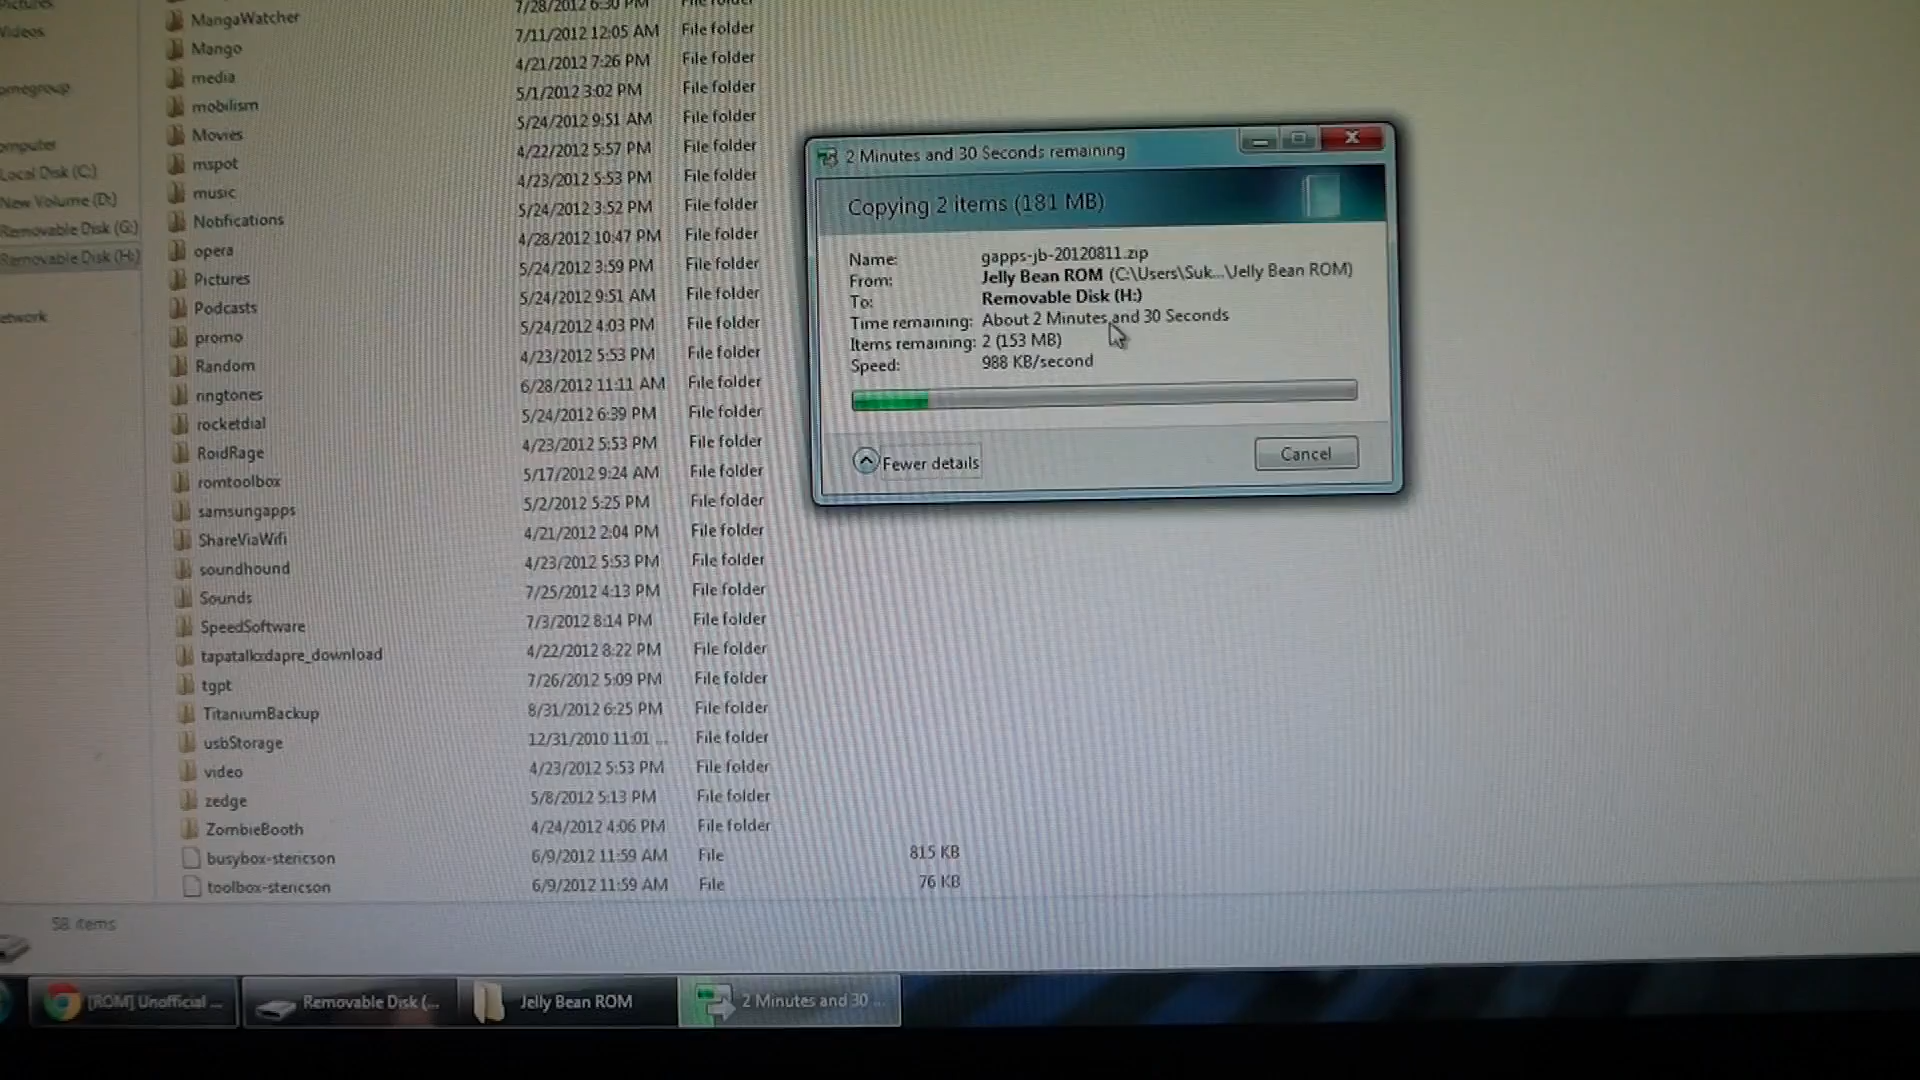 Pictures
Videos
omegroup
omputer
Local Disk (C:)
New Volume (D:)
Removable Disk (G:)
Removable Disk (H:)
etwork
7/28/2012 6:30 PM File folder
MangaWatcher 7/11/2012 12:05 AM File folder
Mango 4/21/2012 7:26 PM File folder
media 5/1/2012 3:02 PM File folder
mobilism 5/24/2012 9:51 AM File folder
Movies 4/22/2012 5:57 PM File folder
mspot 4/23/2012 5:53 PM File folder
music 5/24/2012 3:52 PM File folder
Notifications 4/28/2012 10:47 PM File folder
opera 5/24/2012 3:59 PM File folder
Pictures 5/24/2012 9:51 AM File folder
Podcasts 5/24/2012 4:03 PM File folder
promo 4/23/2012 5:53 PM File folder
Random 6/28/2012 11:11 AM File folder
ringtones 5/24/2012 6:39 PM File folder
rocketdial 4/23/2012 5:53 PM File folder
RoidRage 5/17/2012 9:24 AM File folder
romtoolbox 5/2/2012 5:25 PM File folder
samsungapps 4/21/2012 2:04 PM File folder
ShareViaWifi 4/23/2012 5:53 PM File folder
soundhound 7/25/2012 4:13 PM File folder
Sounds 7/3/2012 8:14 PM File folder
SpeedSoftware 4/22/2012 8:22 PM File folder
tapatalkxdapre_download 7/26/2012 5:09 PM File folder
tgpt 8/31/2012 6:25 PM File folder
TitaniumBackup 12/31/2010 11:01 ... File folder
usbStorage 4/23/2012 5:53 PM File folder
video 5/8/2012 5:13 PM File folder
zedge 4/24/2012 4:06 PM File folder
ZombieBooth
busybox-stericson 6/9/2012 11:59 AM File 815 KB
toolbox-stericson 6/9/2012 11:59 AM File 76 KB
58 items
2 Minutes and 30 Seconds remaining
Copying 2 items (181 MB)
Name: gapps-jb-20120811.zip
From: Jelly Bean ROM (C:\Users\Suk...\Jelly Bean ROM)
To: Removable Disk (H:)
Time remaining: About 2 Minutes and 30 Seconds
Items remaining: 2 (153 MB)
Speed: 988 KB/second
Fewer details
Cancel
[ROM] Unofficial ...
Removable Disk (...
Jelly Bean ROM
2 Minutes and 30 ...